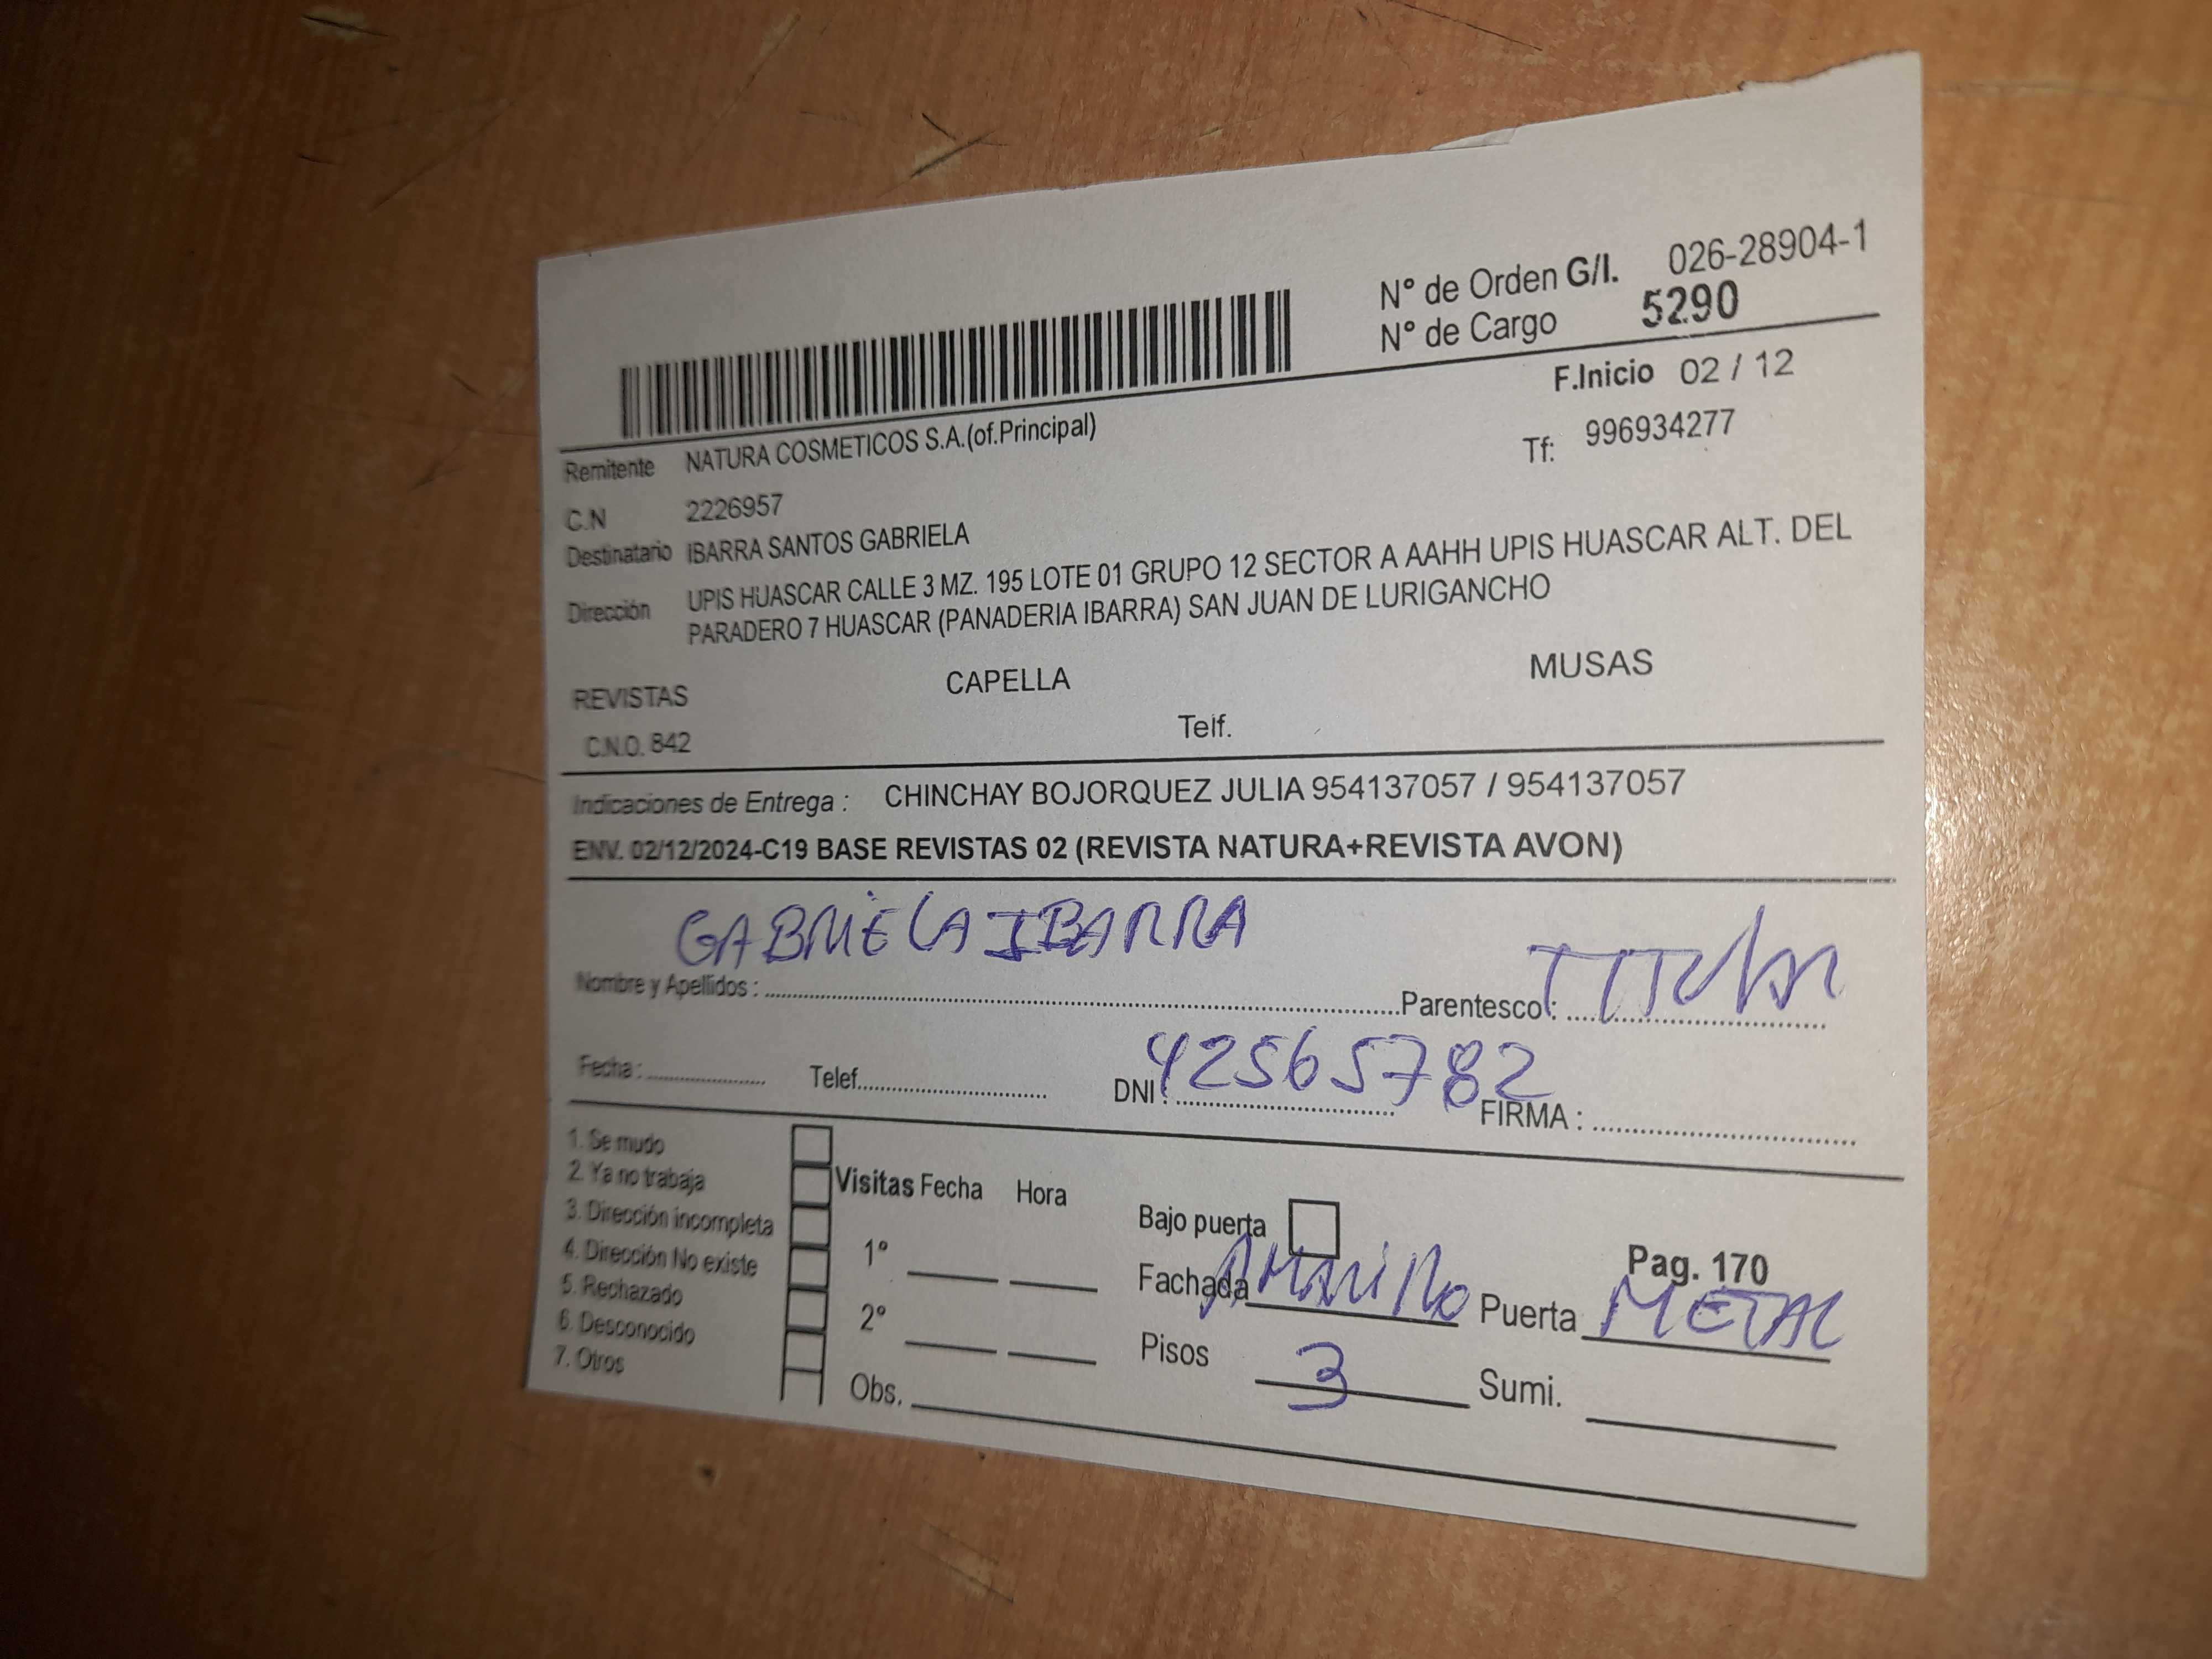 N° de Orden G/I. 026-28904-1
N° de Cargo 5290
F.Inicio 02 / 12
Remitente NATURA COSMETICOS S.A.(of.Principal) Tf: 996934277
C.N 2226957
Destinatario IBARRA SANTOS GABRIELA
Dirección UPIS HUASCAR CALLE 3 MZ. 195 LOTE 01 GRUPO 12 SECTOR A AAHH UPIS HUASCAR ALT. DEL
PARADERO 7 HUASCAR (PANADERIA IBARRA) SAN JUAN DE LURIGANCHO
REVISTAS CAPELLA MUSAS
C.N.O. 842 Telf.
Indicaciones de Entrega : CHINCHAY BOJORQUEZ JULIA 954137057 / 954137057
ENV. 02/12/2024-C19 BASE REVISTAS 02 (REVISTA NATURA+REVISTA AVON)
GABRIELA IBARRA
Nombre y Apellidos : Parentesco : TITULAR
Fecha : Telef. DNI : 42565782 FIRMA :
1. Se mudo
2. Ya no trabaja
3. Dirección incompleta
4. Dirección No existe
5. Rechazado
6. Desconocido
7. Otros
Visitas Fecha Hora
1°
2°
Obs.
Bajo puerta Pag. 170
Fachada AMARILLO Puerta METAL
Pisos 3 Sumi.